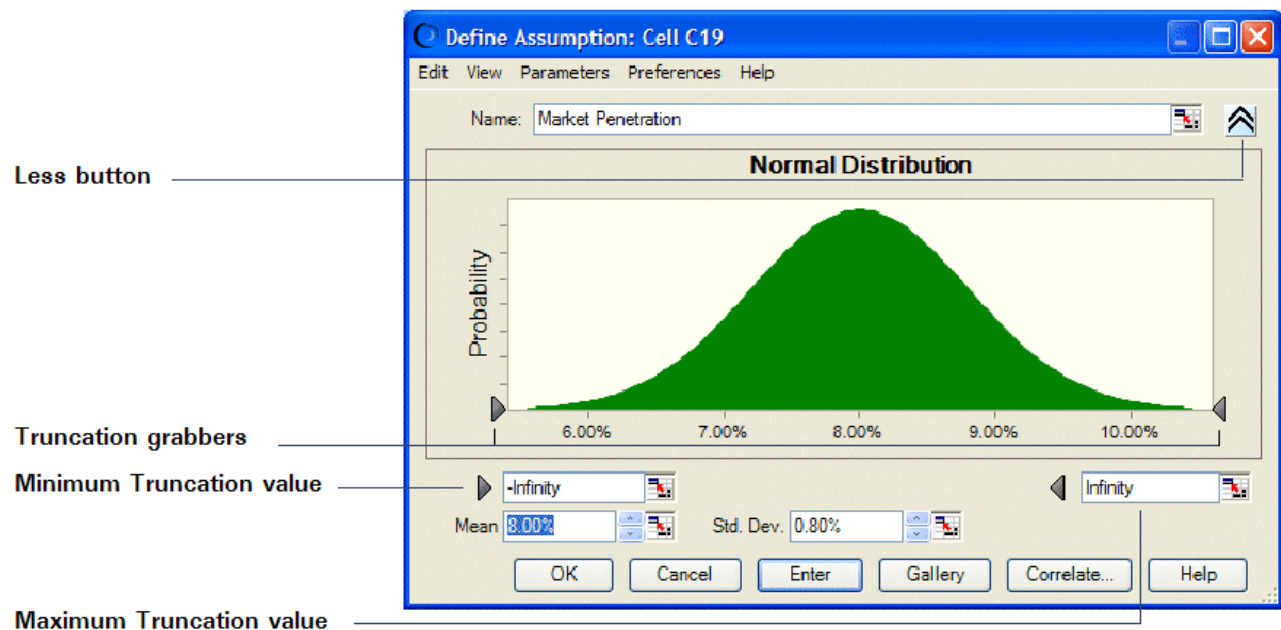 Define Assumption: Cell C19
Edit View Parameters Preferences Help
Name: Market Penetration
Less button
Normal Distribution
Probability
6.00% 7.00% 8.00% 9.00% 10.00%
Truncation grabbers
Minimum Truncation value
-Infinity Infinity
Mean 8.00% Std. Dev. 0.80%
OK Cancel Enter Gallery Correlate... Help
Maximum Truncation value